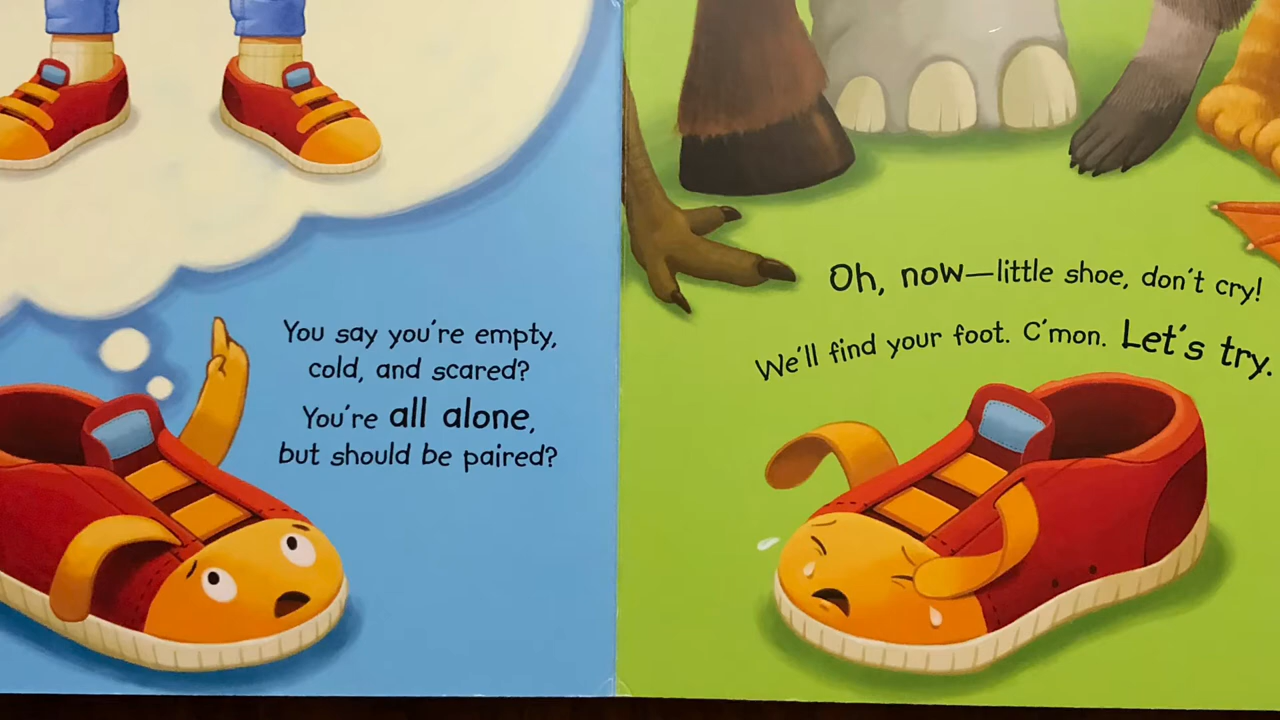 You say you're empty,
cold, and scared?
You're all alone,
but should be paired?
Oh, now—little shoe, don't cry!
We'll find your foot. C'mon. Let's try.